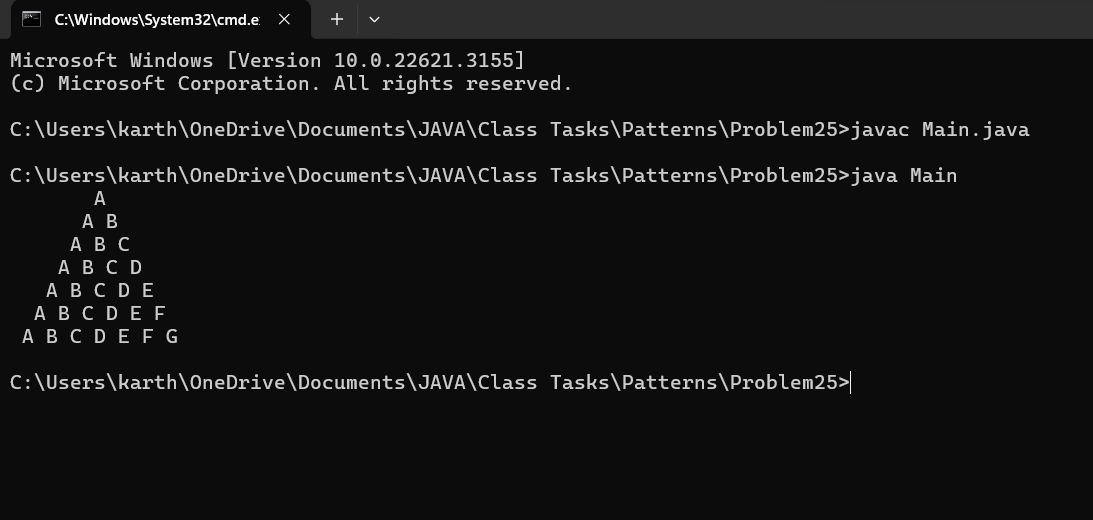 C:\Windows\System32\cmd.e
Microsoft Windows [Version 10.0.22621.3155]
(c) Microsoft Corporation. All rights reserved.
C:\Users\karth\OneDrive\Documents\JAVA\Class Tasks\Patterns\Problem25>javac Main.java
C:\Users\karth\OneDrive\Documents\JAVA\Class Tasks\Patterns\Problem25>java Main
       A
      A B
     A B C
    A B C D
   A B C D E
  A B C D E F
 A B C D E F G
C:\Users\karth\OneDrive\Documents\JAVA\Class Tasks\Patterns\Problem25>